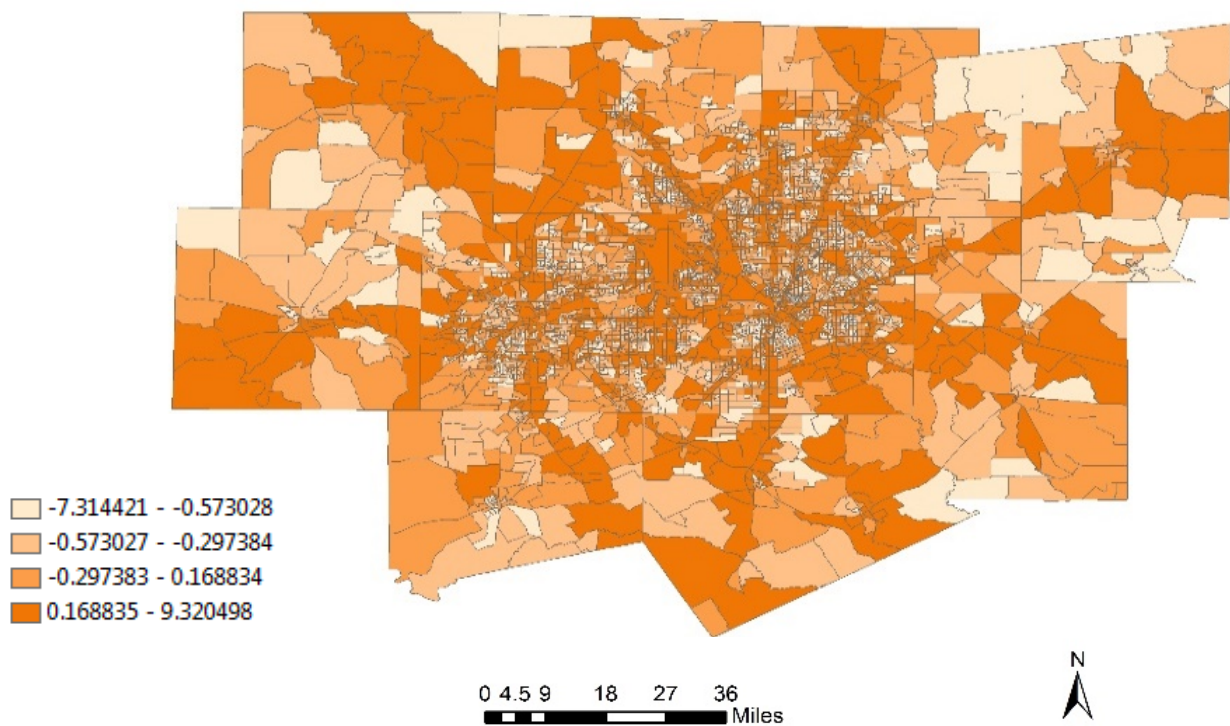 -7.314421 - -0.573028
-0.573027 - -0.297384
-0.297383 - 0.168834
0.168835 - 9.320498
N
0 4.5 9 18 27 36
Miles